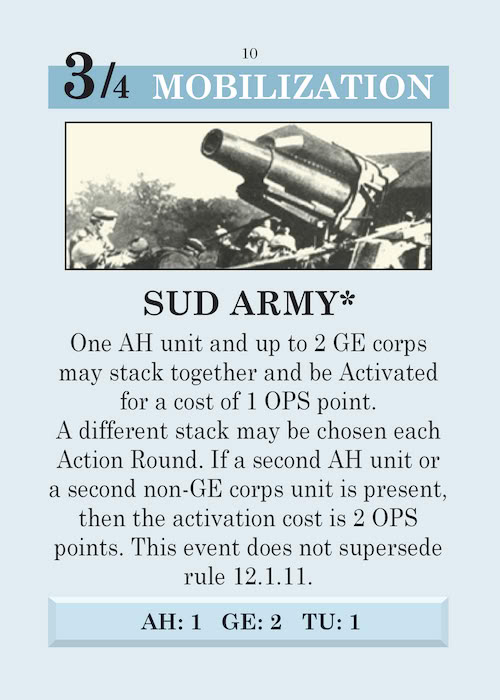 10
3/4 MOBILIZATION
SUD ARMY*
One AH unit and up to 2 GE corps
may stack together and be Activated
for a cost of 1 OPS point.
A different stack may be chosen each
Action Round. If a second AH unit or
a second non-GE corps unit is present,
then the activation cost is 2 OPS
points. This event does not supersede
rule 12.1.11.
AH: 1 GE: 2 TU: 1